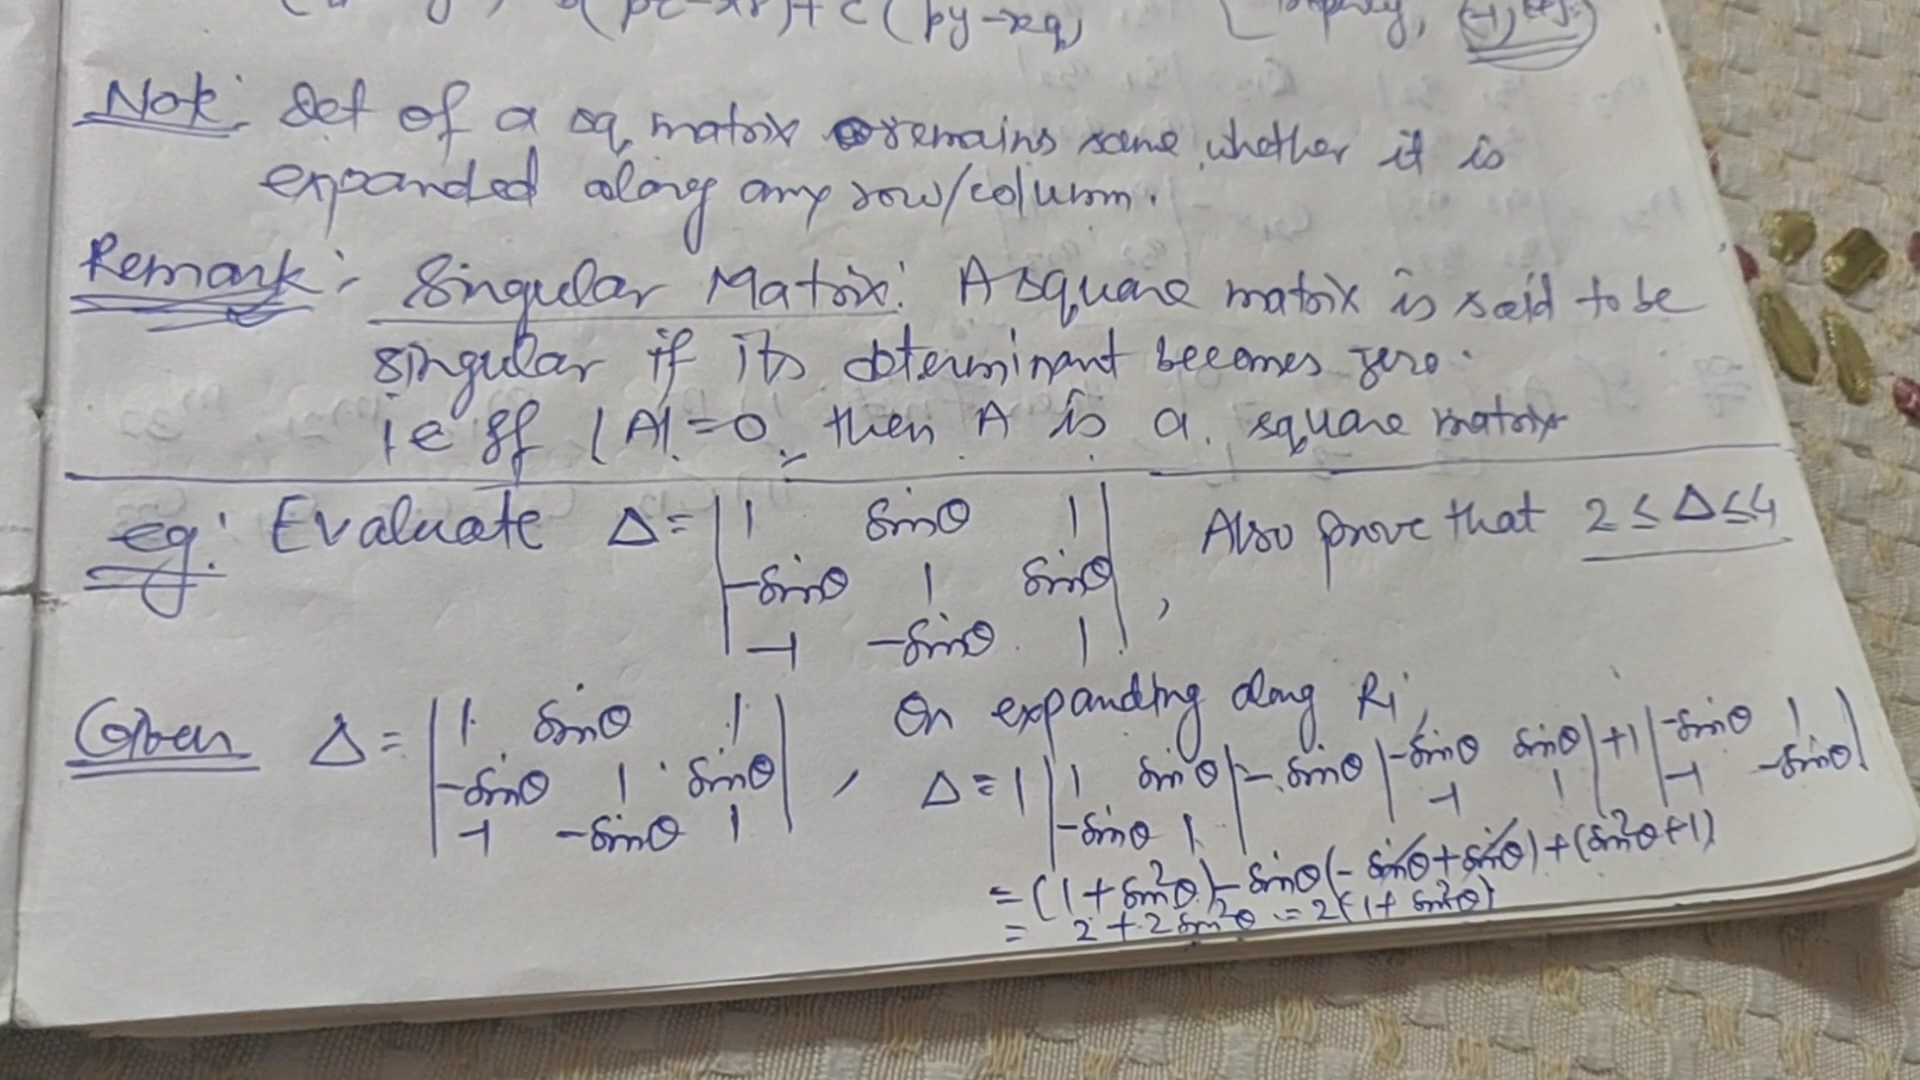 (py-xq)
Note: det of a sq. matrix remains same whether it is
expanded along any row/column.
Remark: Singular Matrix: A square matrix is said to be
singular if its determinant becomes zero.
ie if |A|=0, then A is a square matrix
eg: Evaluate Δ = | 1 sinθ 1 | , Also prove that 2 ≤ Δ ≤ 4
| -sinθ 1 sinθ |
| -1 -sinθ 1 |
Given Δ = | 1 sinθ 1 | , On expanding along R₁,
| -sinθ 1 sinθ | Δ = 1 | 1 sinθ | - sinθ | -sinθ sinθ | +1 | -sinθ 1 |
| -1 -sinθ 1 | | -sinθ 1 | | -1 1 | | -1 -sinθ |
= (1+sin²θ) - sinθ(-sinθ+sinθ) + (sin²θ+1)
= 2+2sin²θ = 2(1+sin²θ)